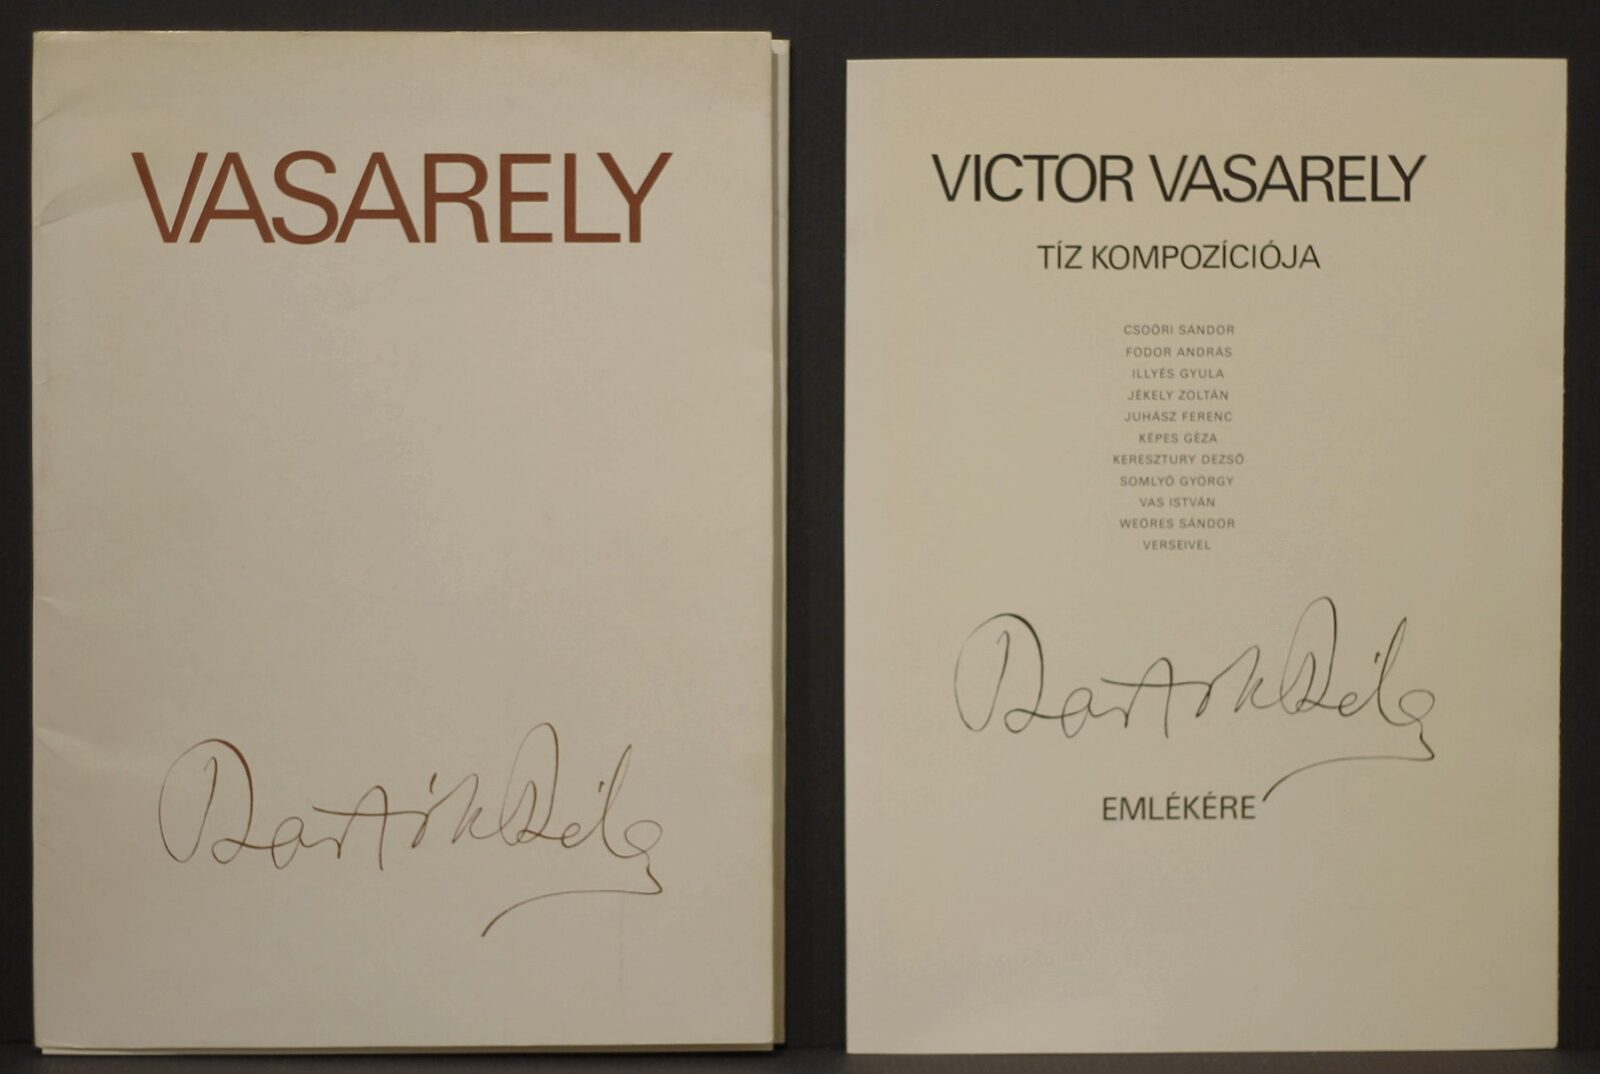 VASARELY
Bartók Béla
VICTOR VASARELY
TÍZ KOMPOZÍCIÓJA
CSOÓRI SÁNDOR
FODOR ANDRÁS
ILLYÉS GYULA
JÉKELY ZOLTÁN
JUHÁSZ FERENC
KÉPES GÉZA
KERESZTURY DEZSŐ
SOMLYÓ GYÖRGY
VAS ISTVÁN
WEÖRES SÁNDOR
VERSEIVEL
Bartók Béla
EMLÉKÉRE